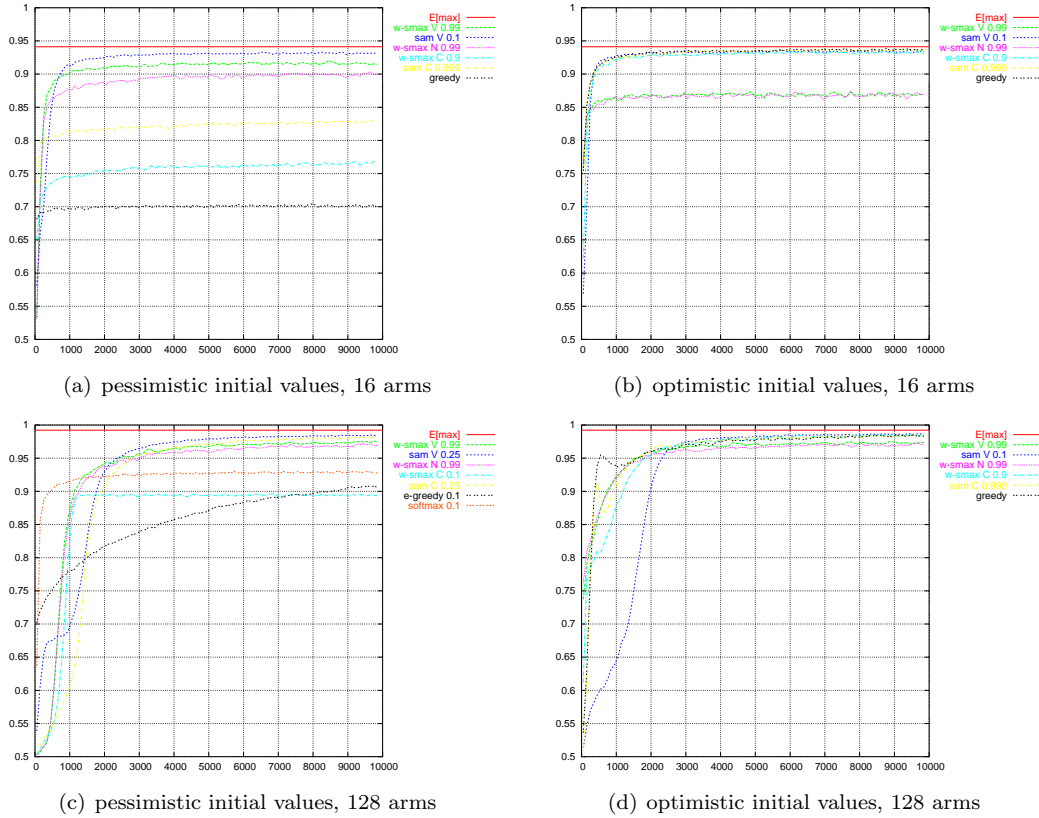 1
0.95
0.9
0.85
0.8
0.75
0.7
0.65
0.6
0.55
0.5
0 1000 2000 3000 4000 5000 6000 7000 8000 9000 10000
E[max]
w-smax V 0.99
sam V 0.1
w-smax N 0.99
w-smax C 0.9
sam C 0.999
greedy
(a) pessimistic initial values, 16 arms
1
0.95
0.9
0.85
0.8
0.75
0.7
0.65
0.6
0.55
0.5
0 1000 2000 3000 4000 5000 6000 7000 8000 9000 10000
E[max]
w-smax V 0.99
sam V 0.1
w-smax N 0.99
w-smax C 0.9
sam C 0.999
greedy
(b) optimistic initial values, 16 arms
1
0.95
0.9
0.85
0.8
0.75
0.7
0.65
0.6
0.55
0.5
0 1000 2000 3000 4000 5000 6000 7000 8000 9000 10000
E[max]
w-smax V 0.99
sam V 0.25
w-smax N 0.99
w-smax C 0.1
sam C 0.25
e-greedy 0.1
softmax 0.1
(c) pessimistic initial values, 128 arms
1
0.95
0.9
0.85
0.8
0.75
0.7
0.65
0.6
0.55
0.5
0 1000 2000 3000 4000 5000 6000 7000 8000 9000 10000
E[max]
w-smax V 0.99
sam V 0.1
w-smax N 0.99
w-smax C 0.9
sam C 0.999
greedy
(d) optimistic initial values, 128 arms